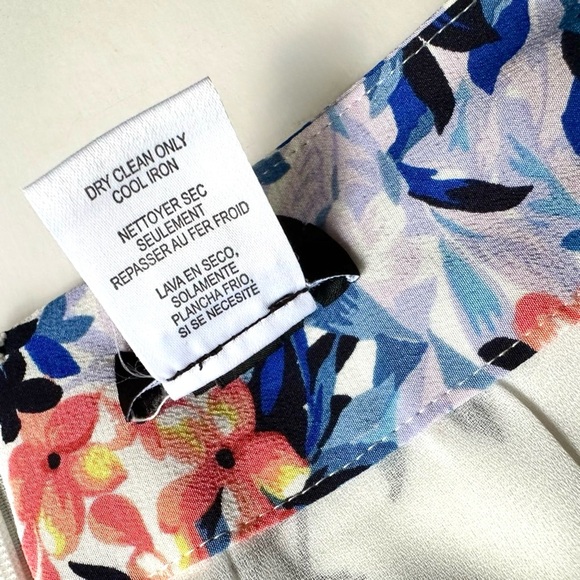 DRY CLEAN ONLY
COOL IRON
NETTOYER SEC
SEULEMENT
REPASSER AU FER FROID
LAVA EN SECO,
SOLAMENTE
PLANCHA FRIO,
SI SE NECESITE